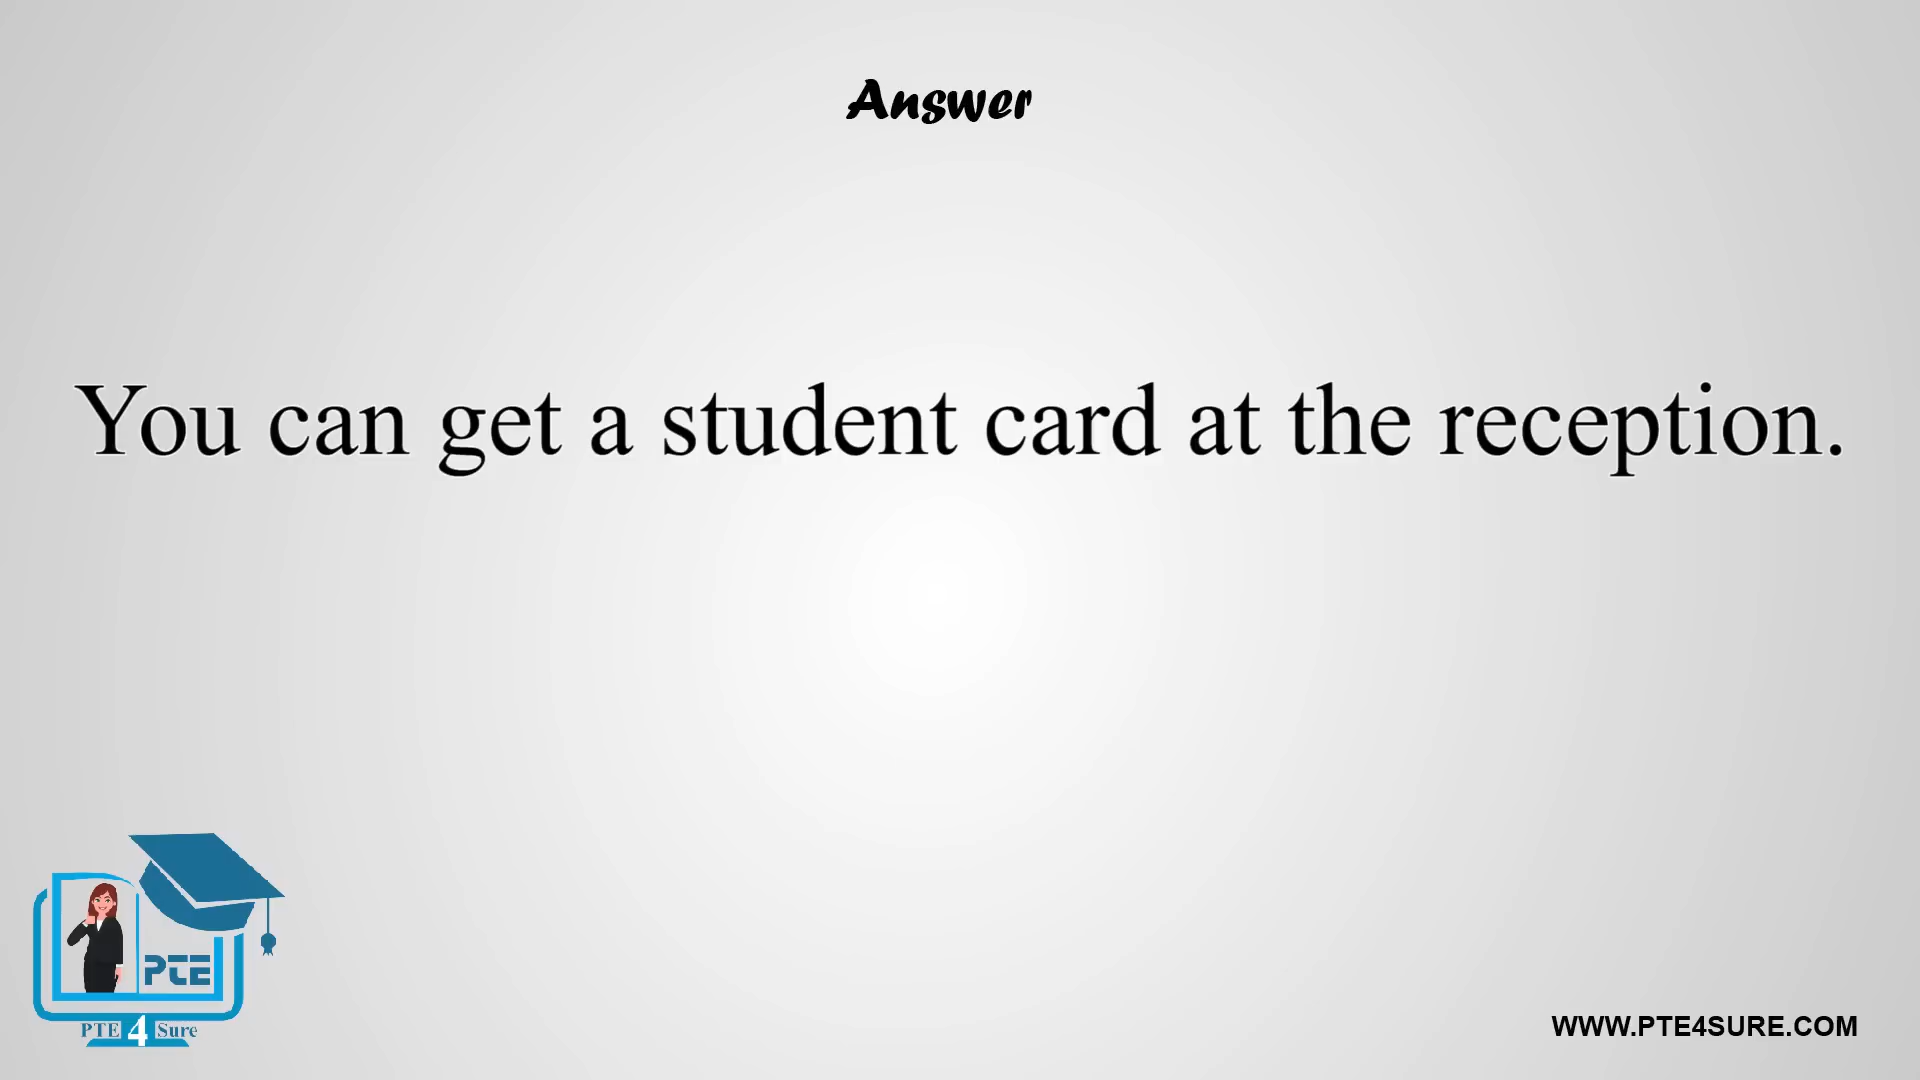 Answer
You can get a student card at the reception.
PTE
PTE 4 Sure
WWW.PTE4SURE.COM